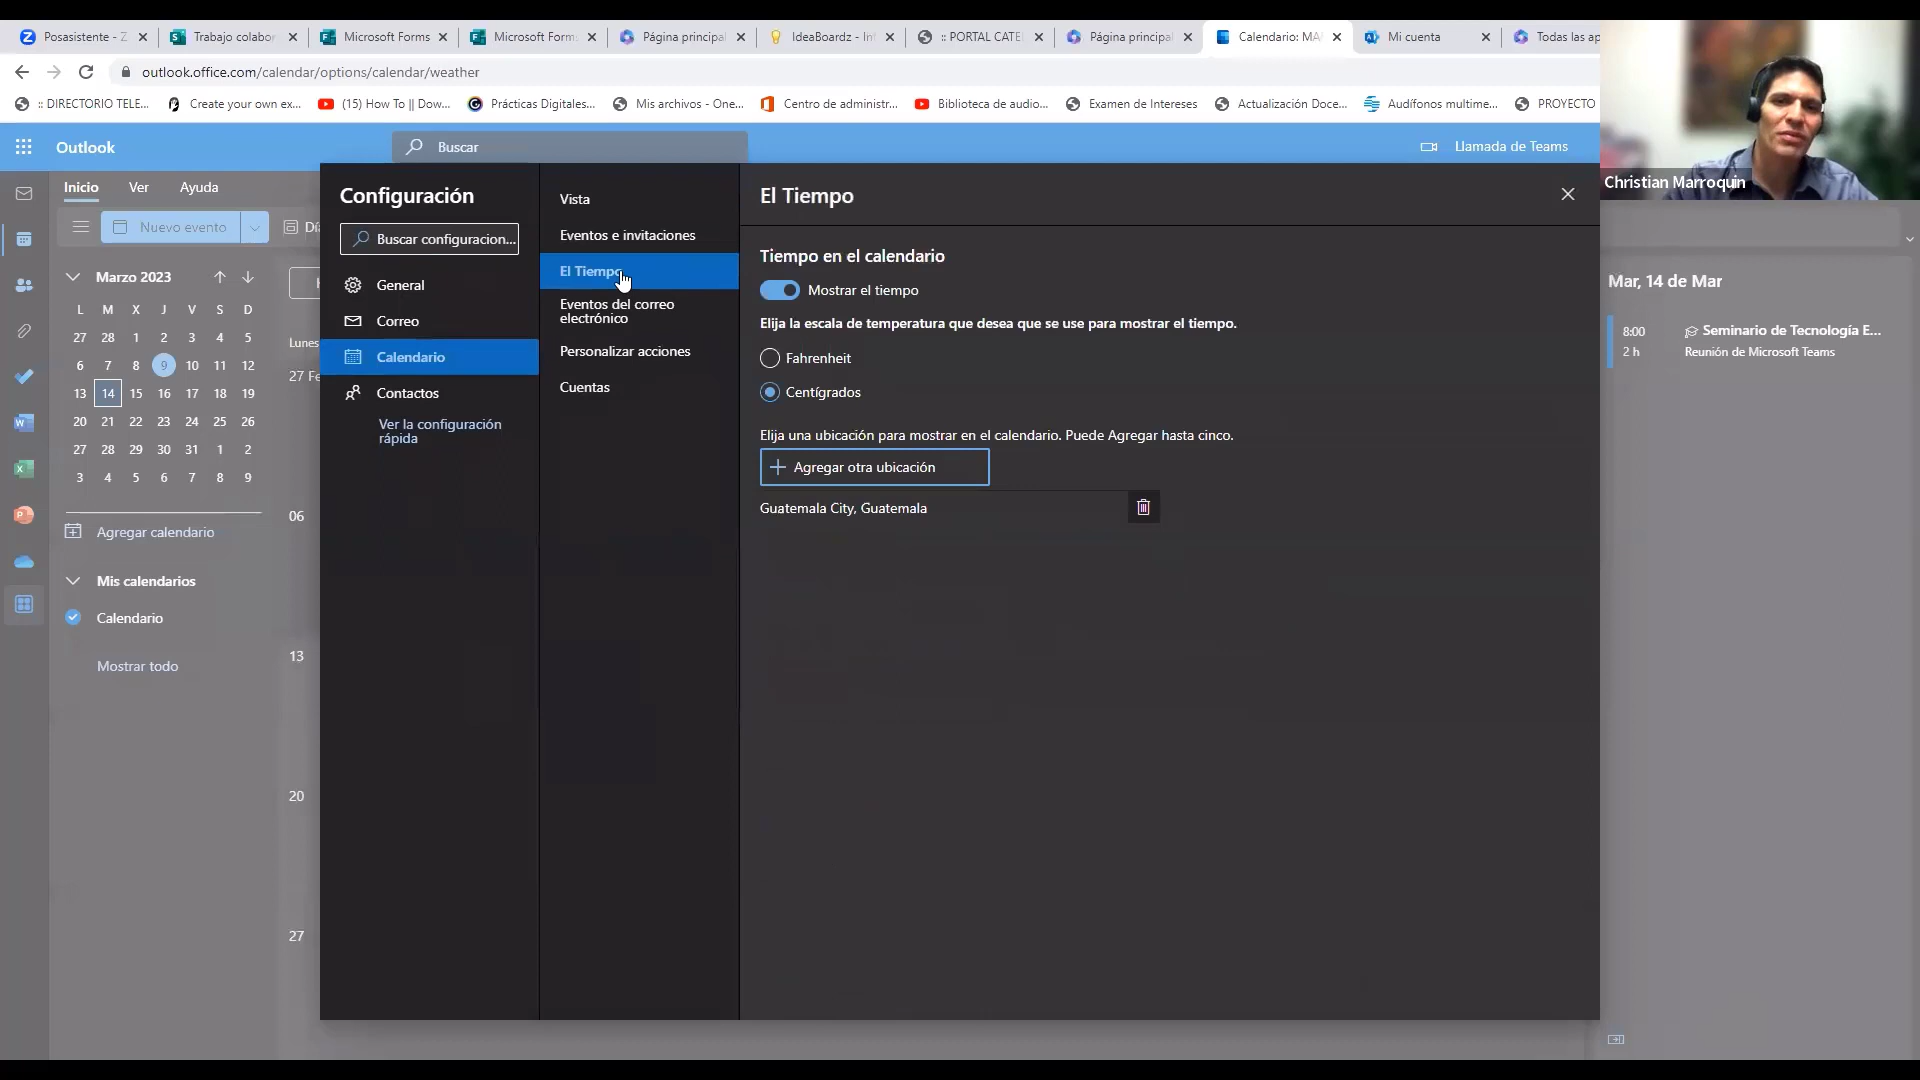 Posasistente - Z
Trabajo colabor
Microsoft Forms
Microsoft Forms
Página principal
IdeaBoardz - In
:: PORTAL CATE
Página principal
Calendario: MA
Mi cuenta
Todas las ap
outlook.office.com/calendar/options/calendar/weather
:: DIRECTORIO TELE...
Create your own ex...
(15) How To || Dow...
Prácticas Digitales...
Mis archivos - One...
Centro de administr...
Biblioteca de audio...
Examen de Intereses
Actualización Doce...
Audífonos multime...
PROYECTO
Outlook
Buscar
Llamada de Teams
Christian Marroquin
Inicio
Ver
Ayuda
Nuevo evento
Día
Marzo 2023
L M X J V S D
27 28 1 2 3 4 5
6 7 8 9 10 11 12
13 14 15 16 17 18 19
20 21 22 23 24 25 26
27 28 29 30 31 1 2
3 4 5 6 7 8 9
Agregar calendario
Mis calendarios
Calendario
Mostrar todo
Lunes
27 Fe
06
13
20
27
Configuración
Buscar configuracion...
General
Correo
Calendario
Contactos
Ver la configuración
rápida
Vista
Eventos e invitaciones
El Tiempo
Eventos del correo
electrónico
Personalizar acciones
Cuentas
El Tiempo
Tiempo en el calendario
Mostrar el tiempo
Elija la escala de temperatura que desea que se use para mostrar el tiempo.
Fahrenheit
Centígrados
Elija una ubicación para mostrar en el calendario. Puede Agregar hasta cinco.
Agregar otra ubicación
Guatemala City, Guatemala
Mar, 14 de Mar
8:00
Seminario de Tecnología E...
2 h
Reunión de Microsoft Teams